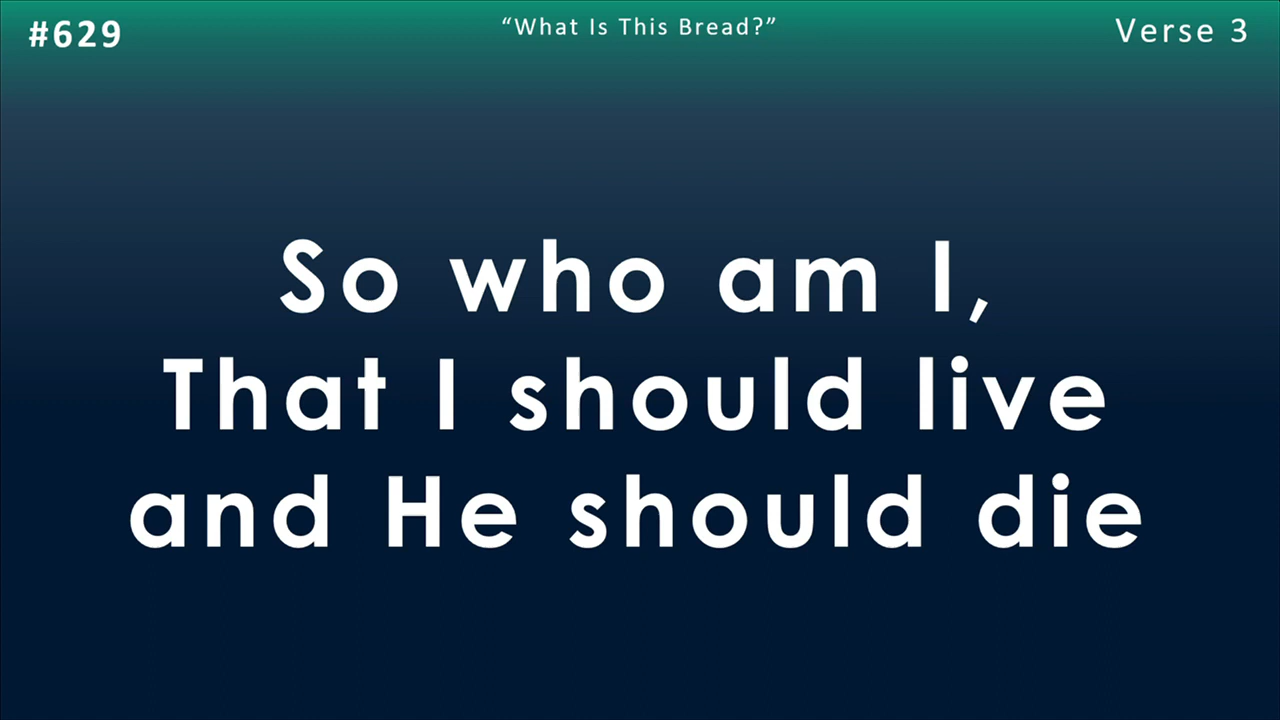 #629
“What Is This Bread?”
Verse 3
So who am I,
That I should live
and He should die